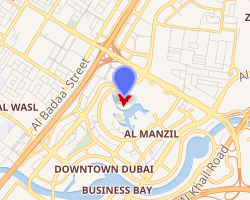 Al Badaa' Street
AL WASL
AL MANZIL
DOWNTOWN DUBAI
BUSINESS BAY
Al Khail Road